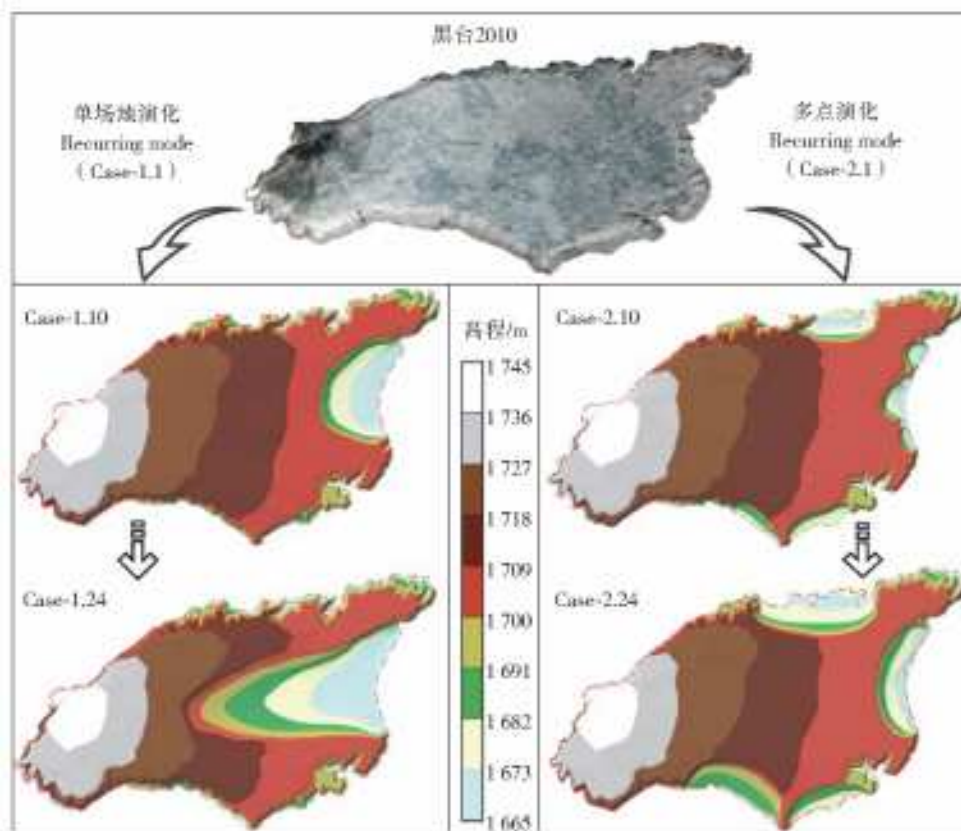 黑台2010
单场地演化
Recurring mode
（Case-1.1）
多点演化
Recurring mode
（Case-2.1）
Case-1.10
高程/m
Case-2.10
1 745
1 736
1 727
1 718
1 709
1 700
1 691
1 682
1 673
1 665
Case-1.24
Case-2.24